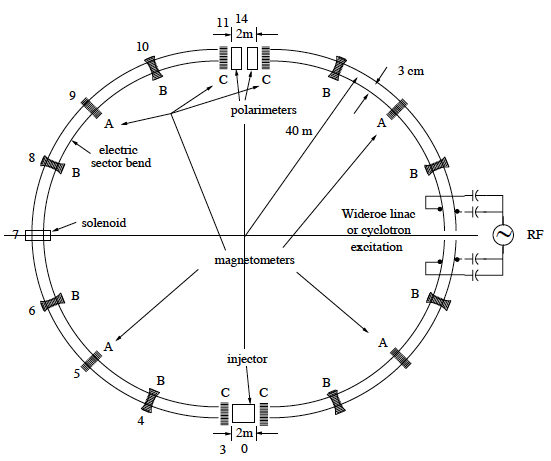 11 14
2m
10
C C
B
B
3 cm
9
polarimeters
A
A
40 m
electric
sector bend
8
B
B
solenoid
Wideroe linac
or cyclotron
excitation
7
RF
magnetometers
B
B
6
A
A
injector
5
B
B
C C
4
2m
3 0